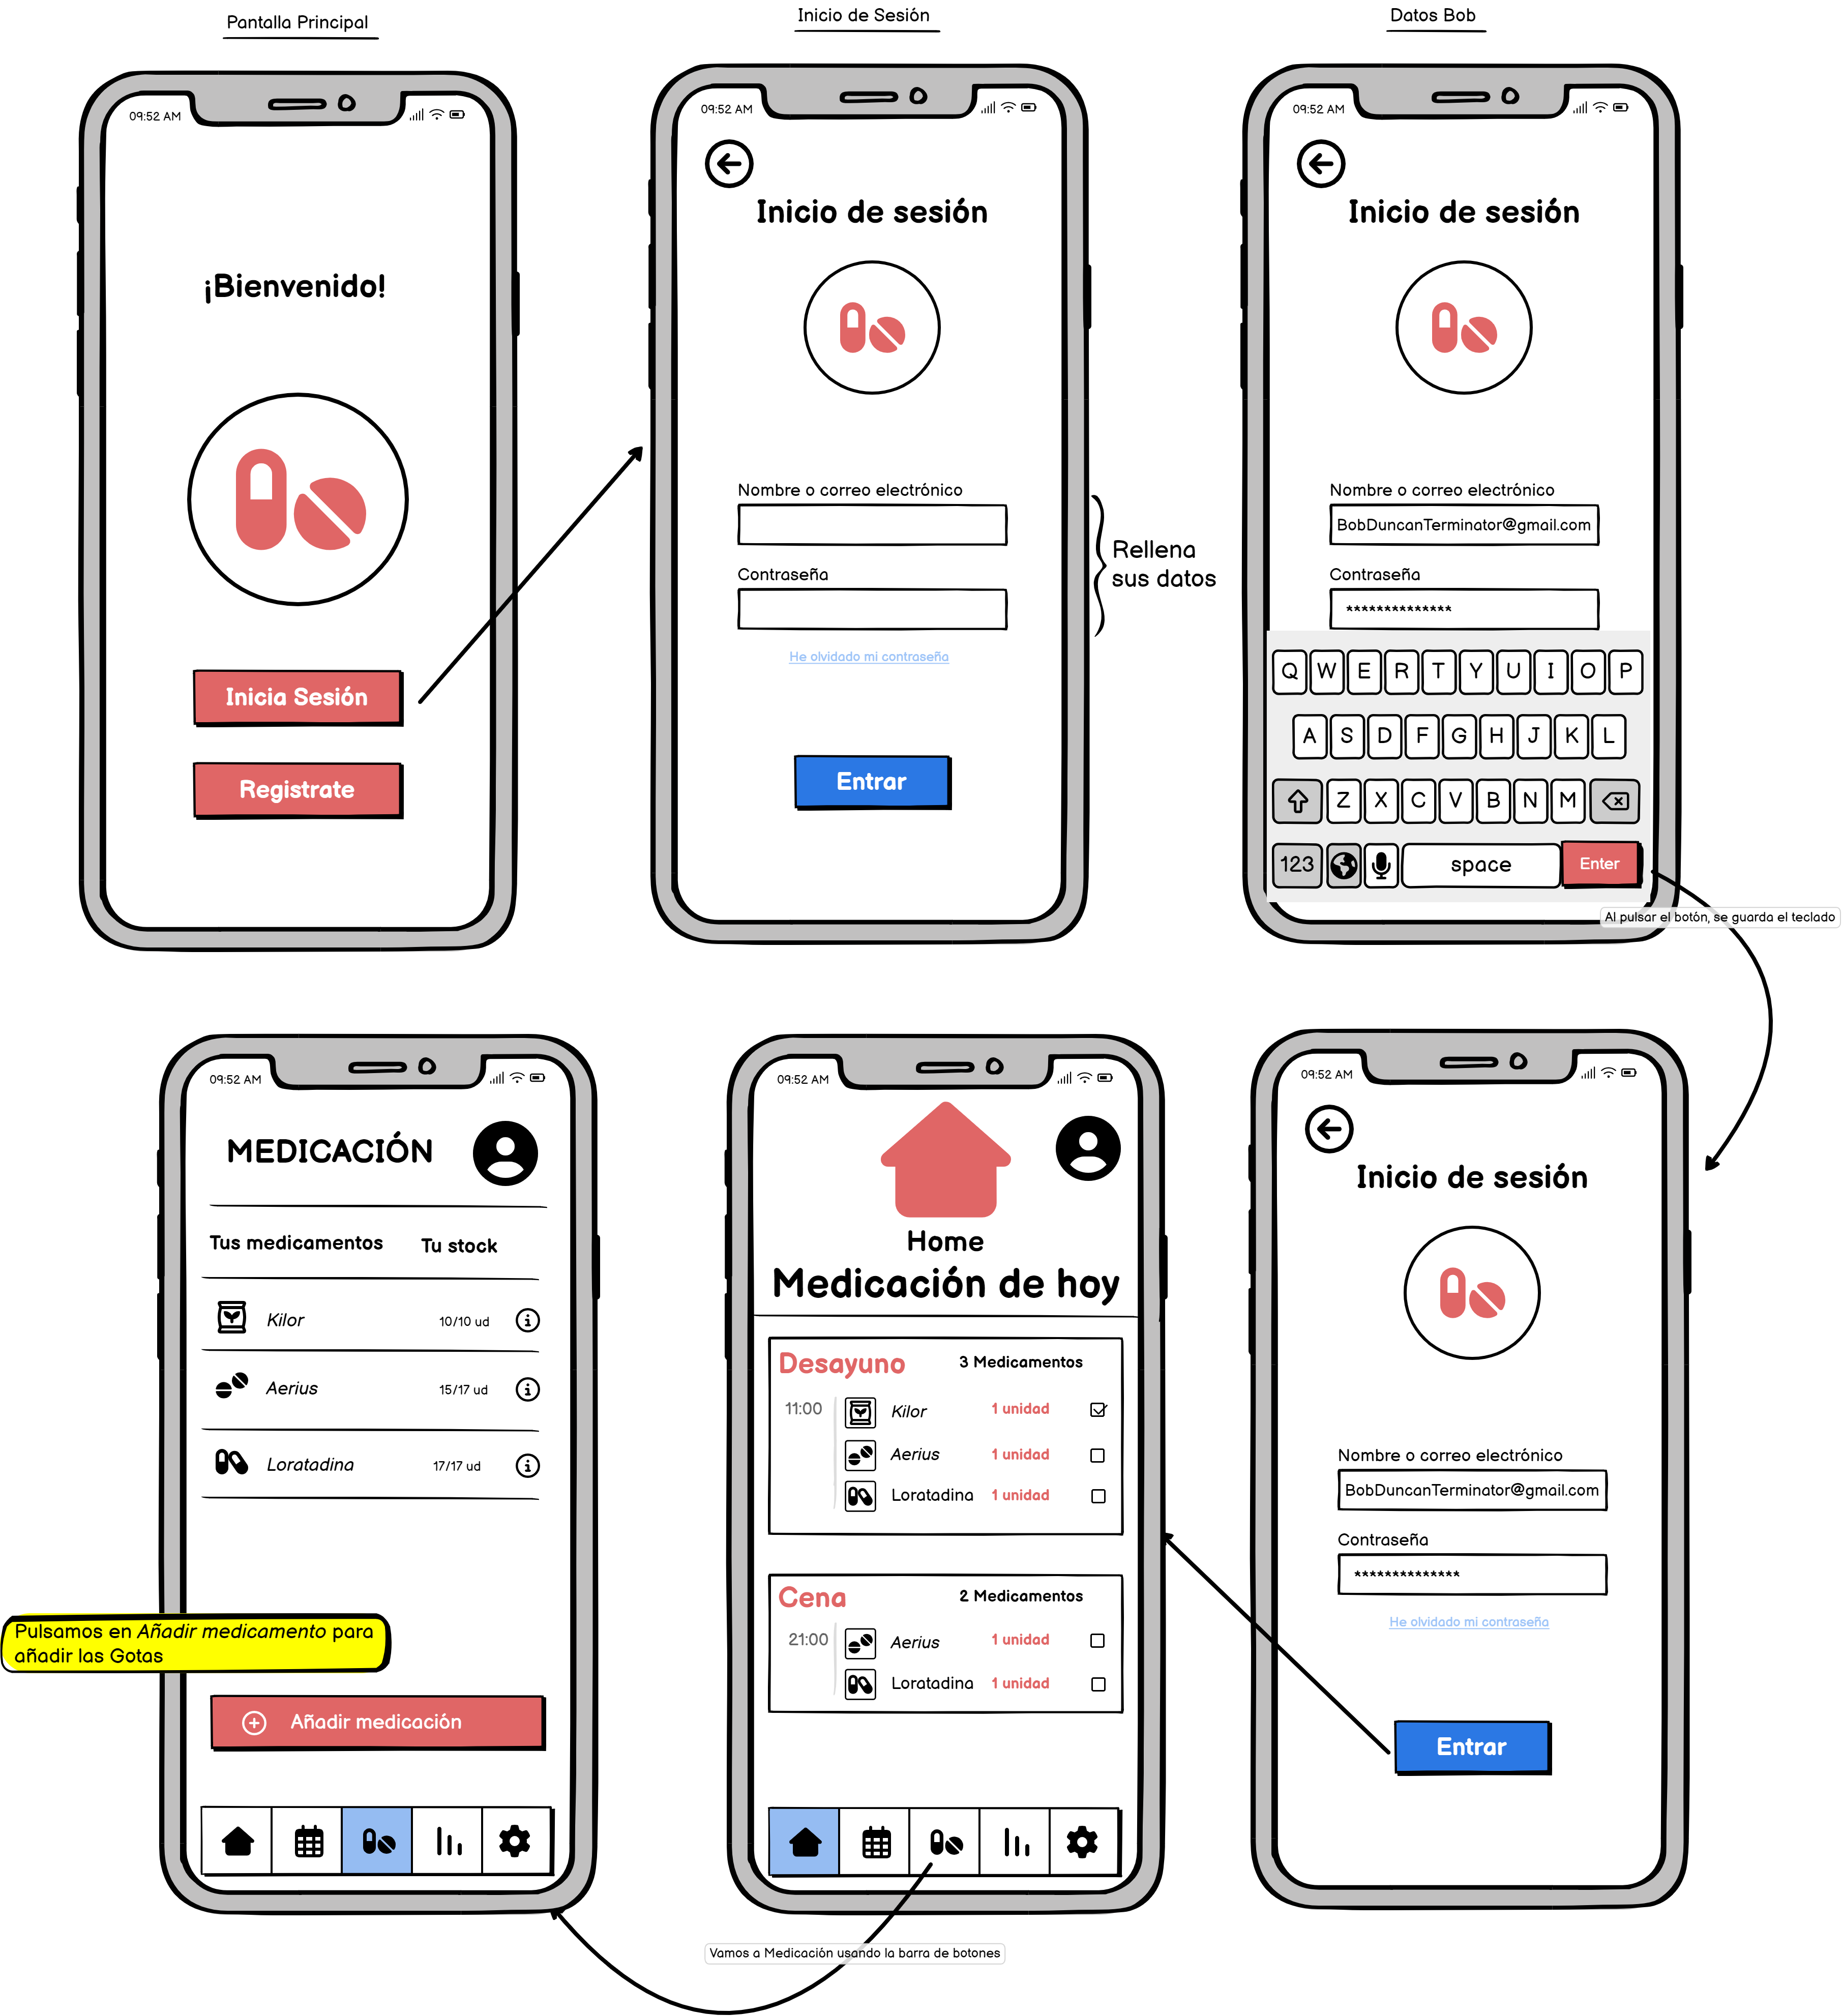 Pantalla Principal
Inicio de Sesión
Datos Bob
09:52 AM
¡Bienvenido!
Inicia Sesión
Registrate
09:52 AM
Inicio de sesión
Nombre o correo electrónico
Contraseña
He olvidado mi contraseña
Entrar
Rellena
sus datos
09:52 AM
Inicio de sesión
Nombre o correo electrónico
BobDuncanTerminator@gmail.com
Contraseña
**************
Q W E R T Y U I O P
A S D F G H J K L
Z X C V B N M
123 space Enter
Al pulsar el botón, se guarda el teclado
09:52 AM
MEDICACIÓN
Tus medicamentos Tu stock
Kilor 10/10 ud
Aerius 15/17 ud
Loratadina 17/17 ud
Pulsamos en Añadir medicamento para
añadir las Gotas
Añadir medicación
09:52 AM
Home
Medicación de hoy
Desayuno 3 Medicamentos
11:00 Kilor 1 unidad
Aerius 1 unidad
Loratadina 1 unidad
Cena 2 Medicamentos
21:00 Aerius 1 unidad
Loratadina 1 unidad
Vamos a Medicación usando la barra de botones
09:52 AM
Inicio de sesión
Nombre o correo electrónico
BobDuncanTerminator@gmail.com
Contraseña
**************
He olvidado mi contraseña
Entrar